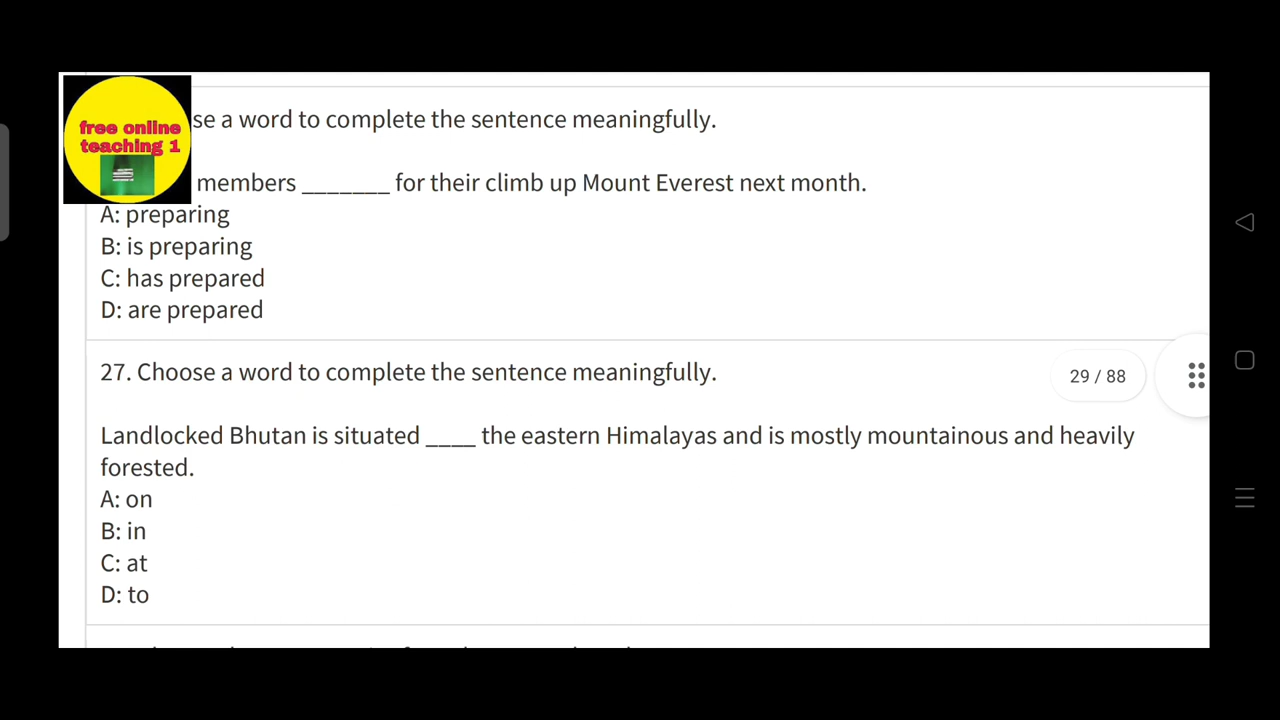 free online
teaching 1
se a word to complete the sentence meaningfully.
members _______ for their climb up Mount Everest next month.
A: preparing
B: is preparing
C: has prepared
D: are prepared
27. Choose a word to complete the sentence meaningfully.
29 / 88
Landlocked Bhutan is situated ____ the eastern Himalayas and is mostly mountainous and heavily
forested.
A: on
B: in
C: at
D: to